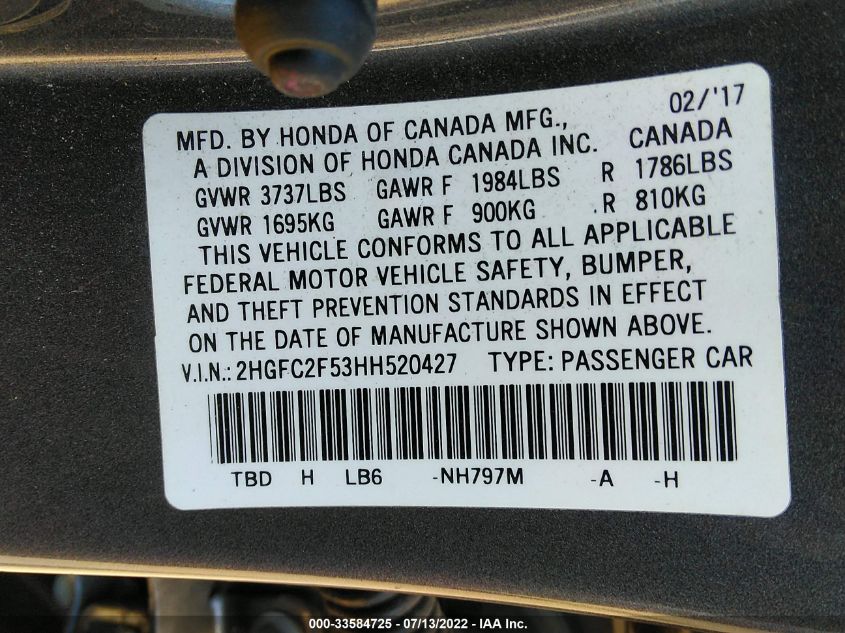 02/'17
MFD. BY HONDA OF CANADA MFG.,
A DIVISION OF HONDA CANADA INC. CANADA
GVWR 3737LBS GAWR F 1984LBS R 1786LBS
GVWR 1695KG GAWR F 900KG R 810KG
THIS VEHICLE CONFORMS TO ALL APPLICABLE
FEDERAL MOTOR VEHICLE SAFETY, BUMPER,
AND THEFT PREVENTION STANDARDS IN EFFECT
ON THE DATE OF MANUFACTURE SHOWN ABOVE.
V.I.N.: 2HGFC2F53HH520427 TYPE: PASSENGER CAR
TBD H LB6 -NH797M -A -H
000-33584725 - 07/13/2022 - IAA Inc.